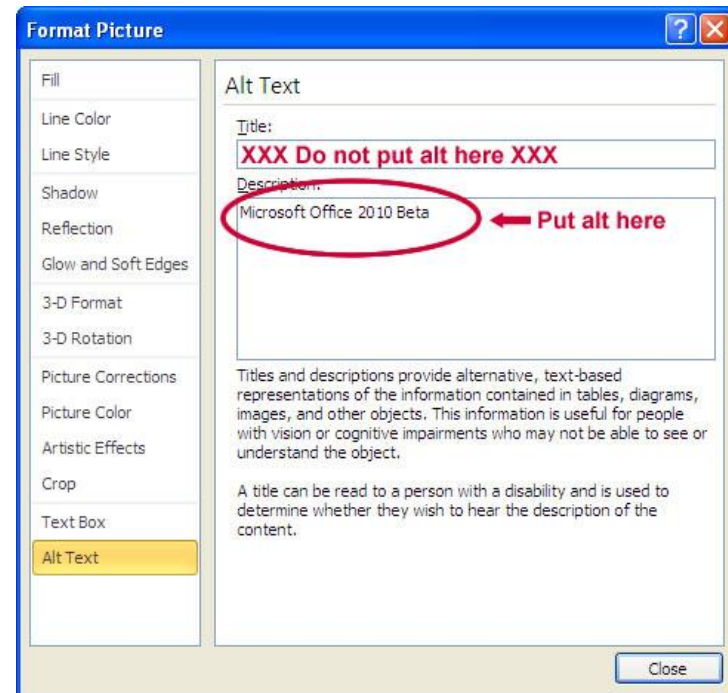 Format Picture
?
X
Fill
Line Color
Line Style
Shadow
Reflection
Glow and Soft Edges
3-D Format
3-D Rotation
Picture Corrections
Picture Color
Artistic Effects
Crop
Text Box
Alt Text
Alt Text
Title:
XXX Do not put alt here XXX
Description:
Microsoft Office 2010 Beta
Put alt here
Titles and descriptions provide alternative, text-based
representations of the information contained in tables, diagrams,
images, and other objects. This information is useful for people
with vision or cognitive impairments who may not be able to see or
understand the object.
A title can be read to a person with a disability and is used to
determine whether they wish to hear the description of the
content.
Close